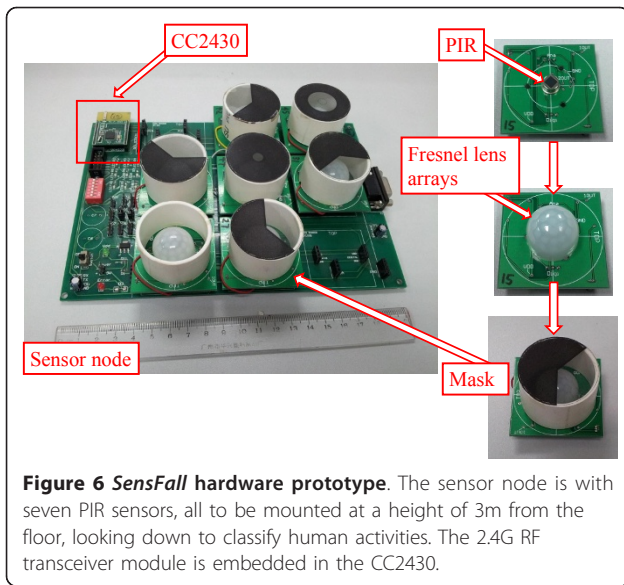 CC2430
PIR
Fresnel lens
arrays
Sensor node
Mask
Figure 6 SensFall hardware prototype. The sensor node is with
seven PIR sensors, all to be mounted at a height of 3m from the
floor, looking down to classify human activities. The 2.4G RF
transceiver module is embedded in the CC2430.